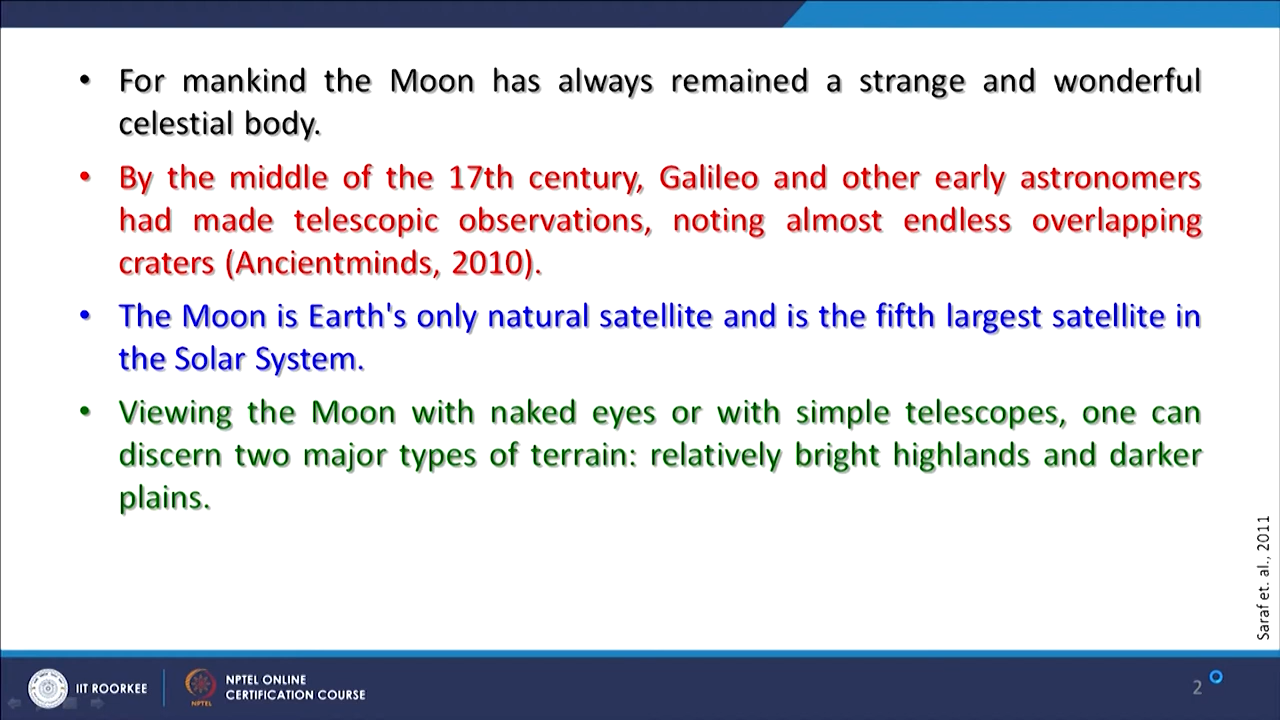 • For mankind the Moon has always remained a strange and wonderful
celestial body.
• By the middle of the 17th century, Galileo and other early astronomers
had made telescopic observations, noting almost endless overlapping
craters (Ancientminds, 2010).
• The Moon is Earth's only natural satellite and is the fifth largest satellite in
the Solar System.
• Viewing the Moon with naked eyes or with simple telescopes, one can
discern two major types of terrain: relatively bright highlands and darker
plains.
Saraf et. al., 2011
IIT ROORKEE
NPTEL
NPTEL ONLINE
CERTIFICATION COURSE
2